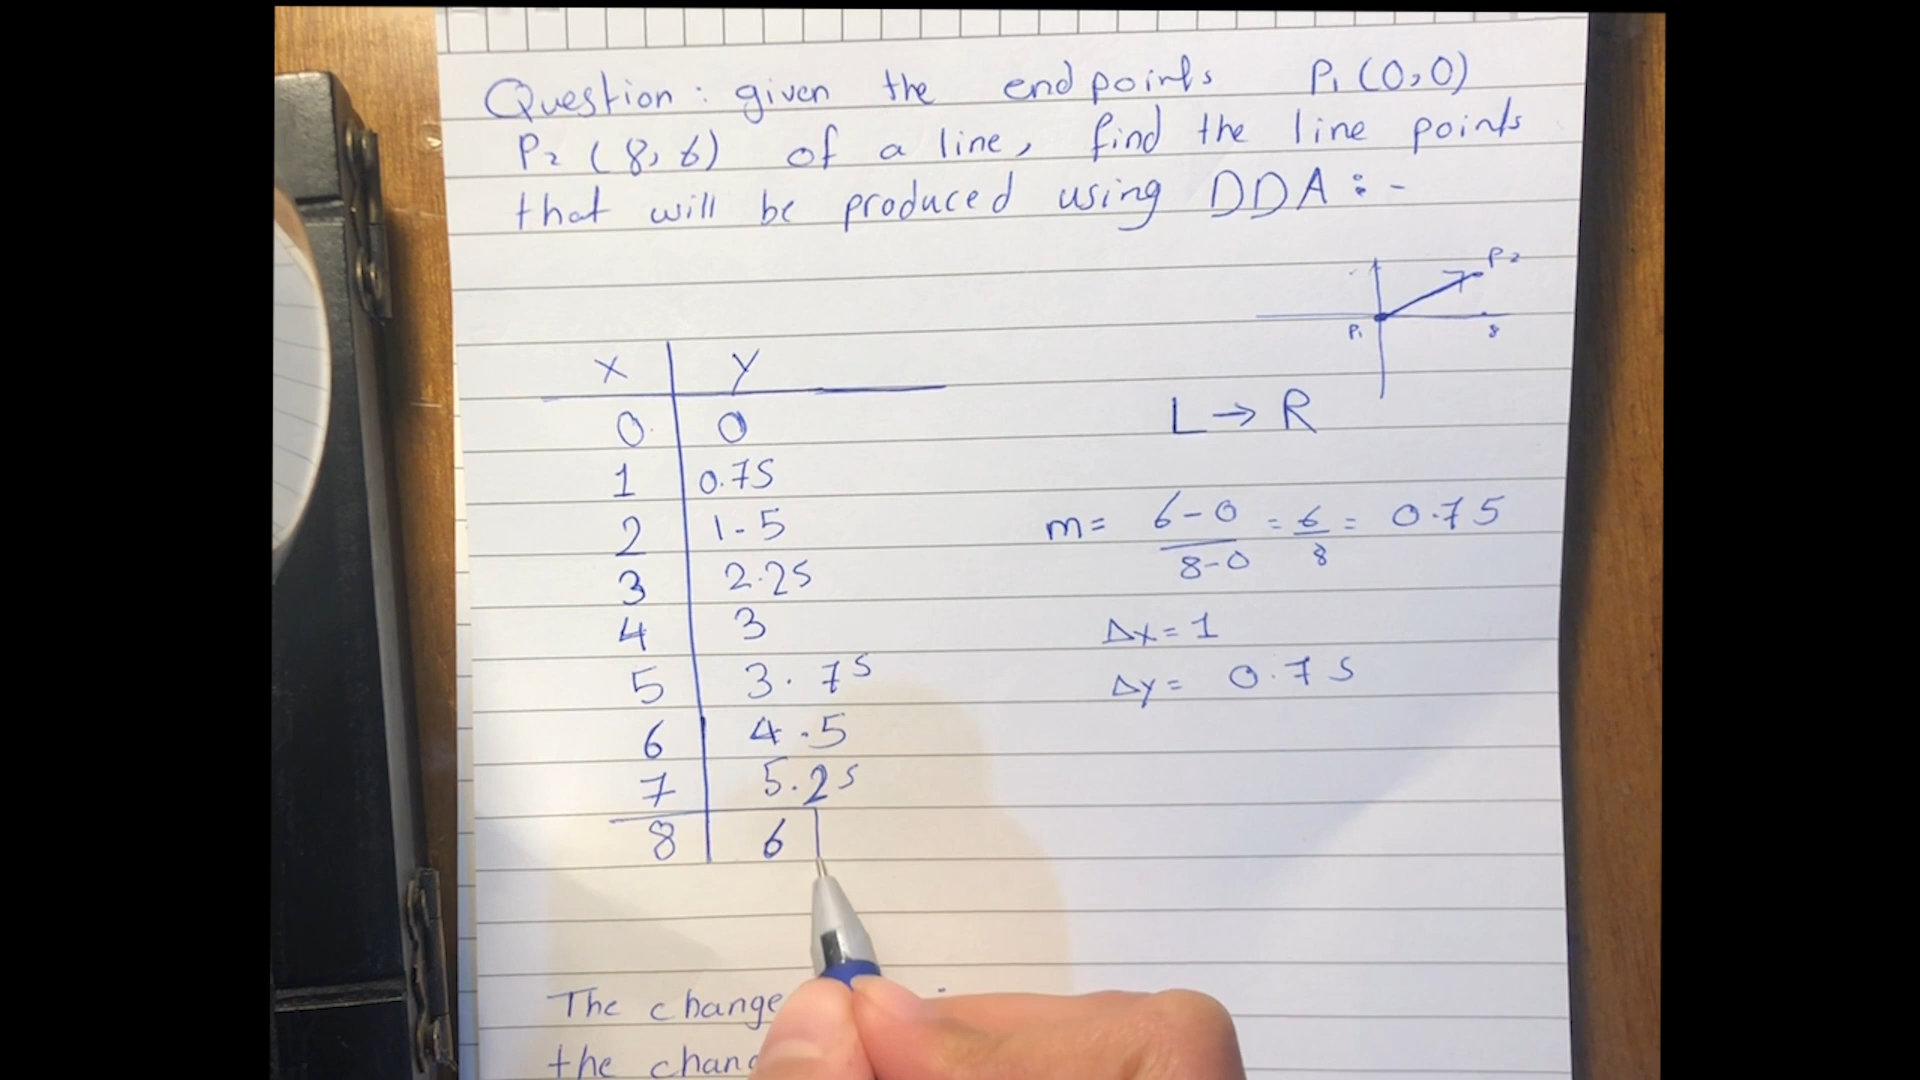 Question: given the endpoints P₁ (0,0)
P₂ (8,6) of a line, find the line points
that will be produced using DDA :-
P₂
P₁ 8
L → R
X Y
0 0
1 0.75
2 1.5
3 2.25
4 3
5 3.75
6 4.5
7 5.25
8 6
m = 6-0 / 8-0 = 6/8 = 0.75
Δx = 1
Δy = 0.75
The change
the